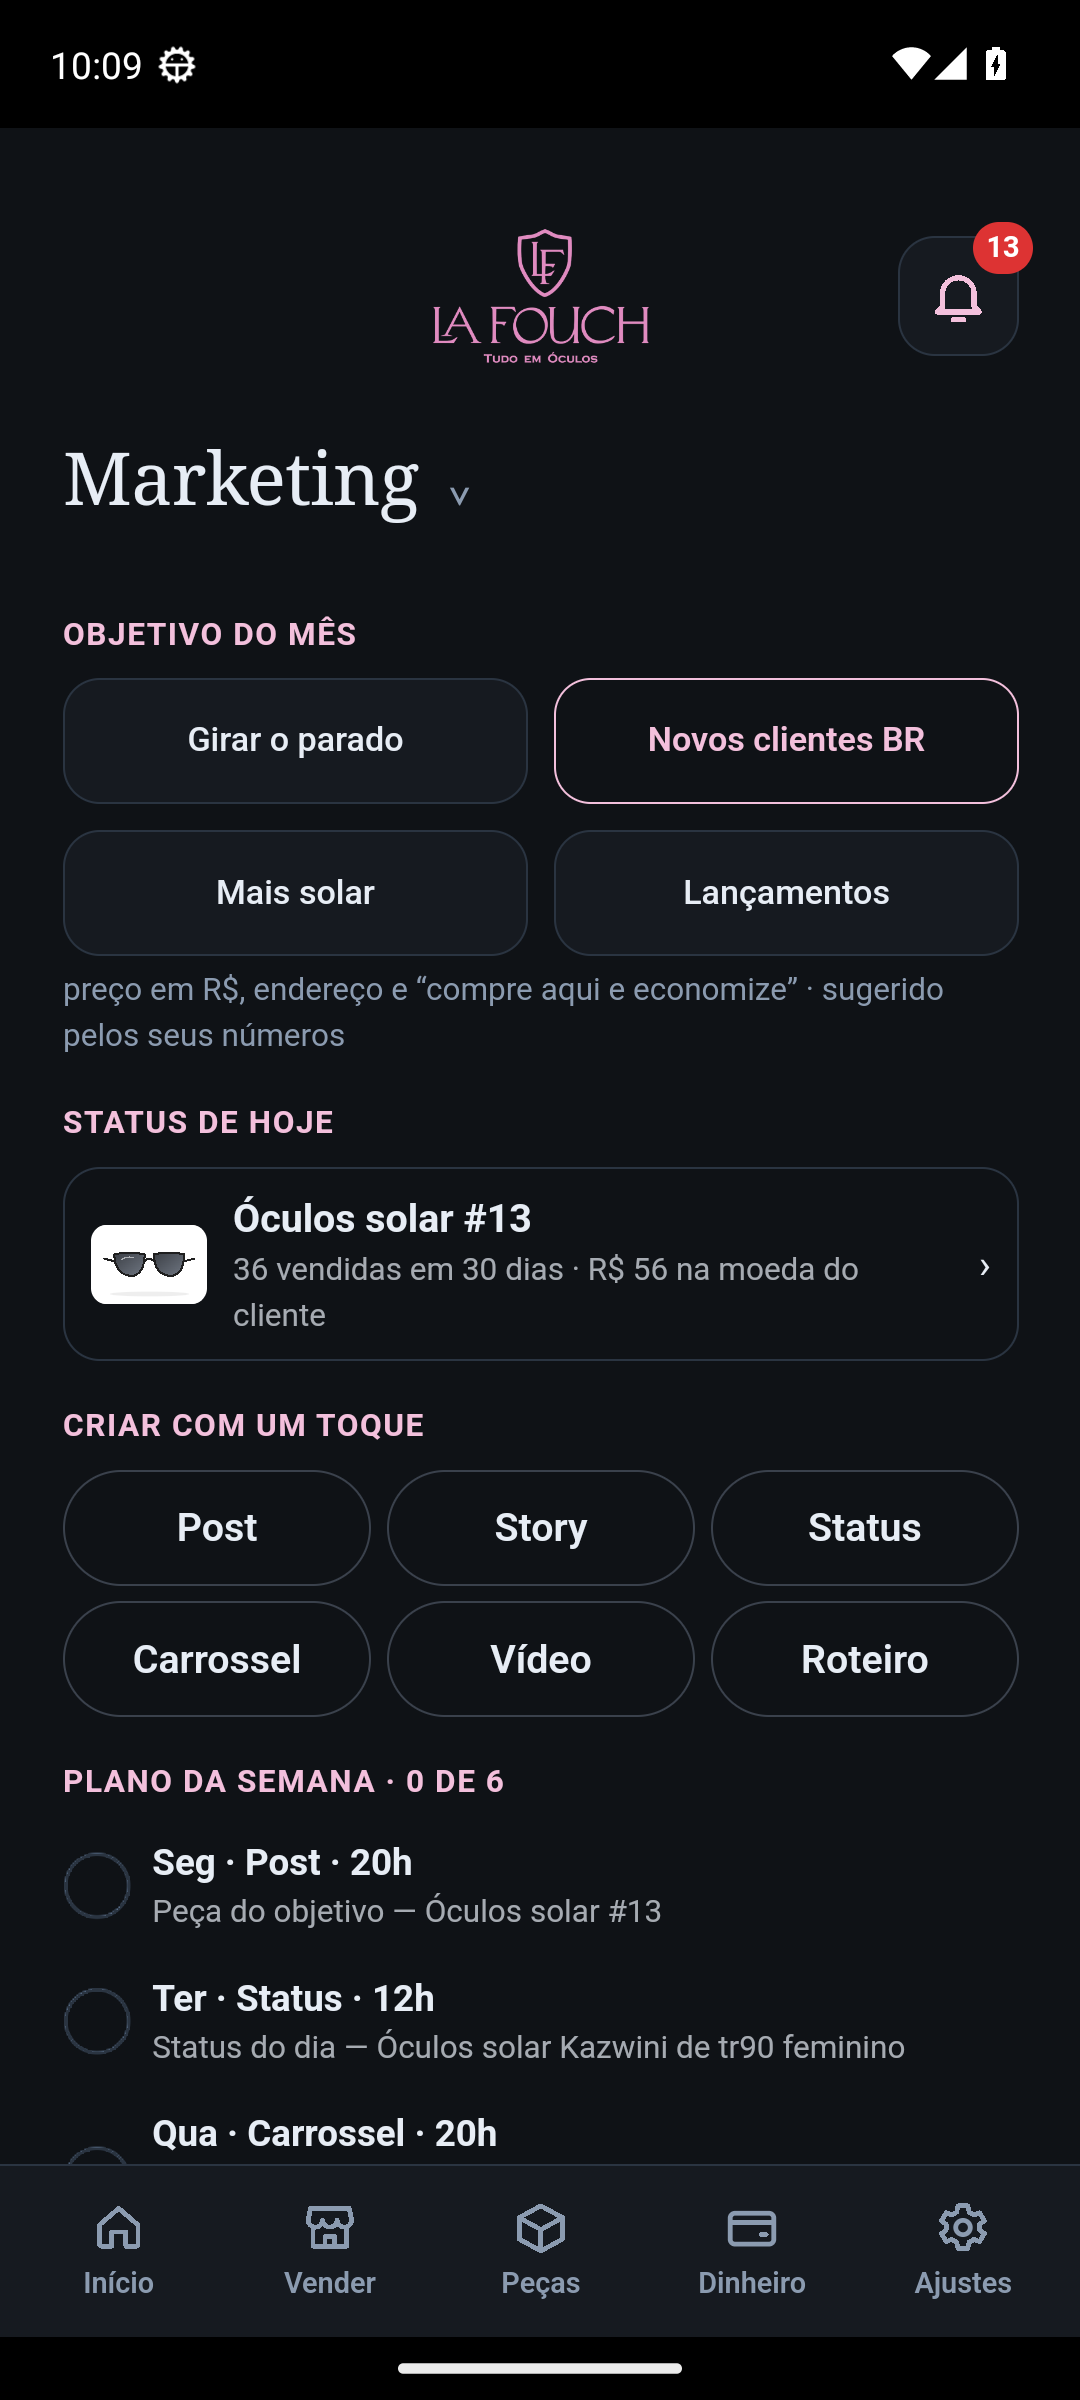 10:09
LF
LA FOUCH
TUDO EM ÓCULOS
13
Marketing
OBJETIVO DO MÊS
Girar o parado
Novos clientes BR
Mais solar
Lançamentos
preço em R$, endereço e “compre aqui e economize” · sugerido
pelos seus números
STATUS DE HOJE
Óculos solar #13
36 vendidas em 30 dias · R$ 56 na moeda do
cliente
CRIAR COM UM TOQUE
Post
Story
Status
Carrossel
Vídeo
Roteiro
PLANO DA SEMANA · 0 DE 6
Seg · Post · 20h
Peça do objetivo — Óculos solar #13
Ter · Status · 12h
Status do dia — Óculos solar Kazwini de tr90 feminino
Qua · Carrossel · 20h
Início
Vender
Peças
Dinheiro
Ajustes